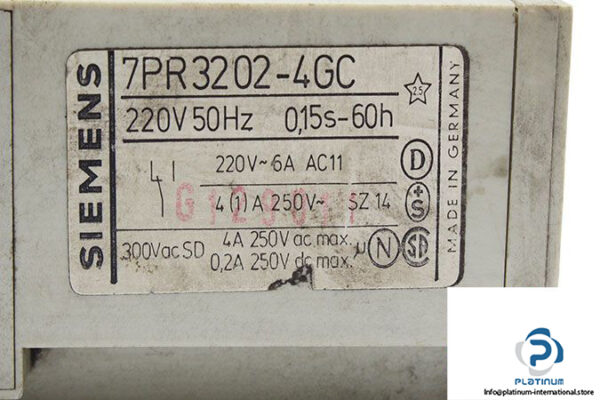 SIEMENS
7PR3202-4GC
25
220V 50Hz 0,15s-60h
220V~6A AC11
D
4 (1) A 250V~ SZ 14
+S
300Vac SD
4A 250V ac max.
0,2A 250V dc max.
µ
N
SA
MADE IN GERMANY
PLATINUM
Info@platinum-international.store